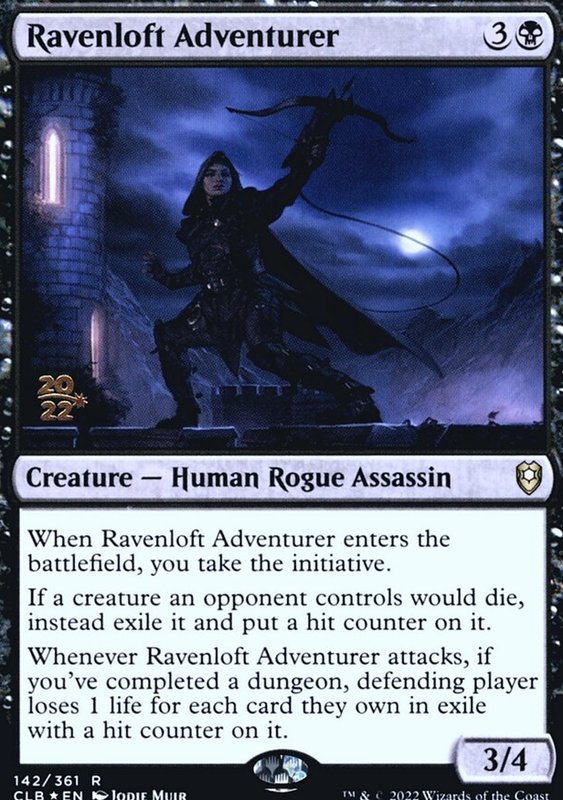 Ravenloft Adventurer 3
20
22
Creature — Human Rogue Assassin
When Ravenloft Adventurer enters the
battlefield, you take the initiative.
If a creature an opponent controls would die,
instead exile it and put a hit counter on it.
Whenever Ravenloft Adventurer attacks, if
you've completed a dungeon, defending player
loses 1 life for each card they own in exile
with a hit counter on it.
3/4
142/361 R
CLB ★ EN Jodie Muir ™ & © 2022 Wizards of the Coast